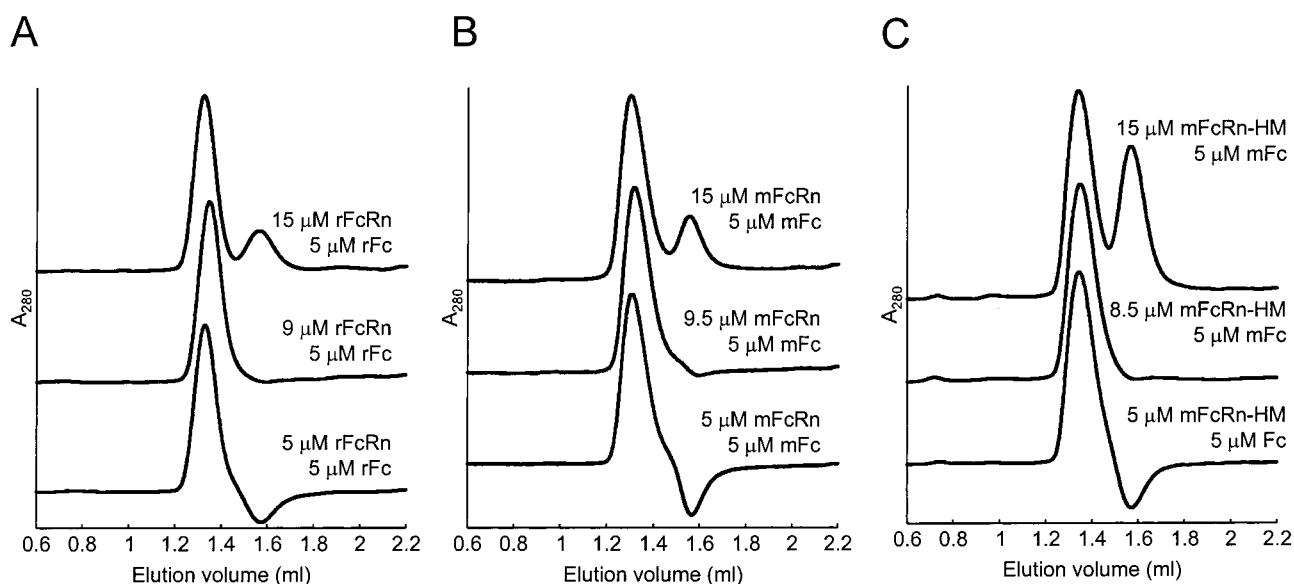 A
A280
15 μM rFcRn
5 μM rFc
9 μM rFcRn
5 μM rFc
5 μM rFcRn
5 μM rFc
0.6 0.8 1 1.2 1.4 1.6 1.8 2 2.2
Elution volume (ml)
B
A280
15 μM mFcRn
5 μM mFc
9.5 μM mFcRn
5 μM mFc
5 μM mFcRn
5 μM mFc
0.6 0.8 1 1.2 1.4 1.6 1.8 2 2.2
Elution volume (ml)
C
A280
15 μM mFcRn-HM
5 μM mFc
8.5 μM mFcRn-HM
5 μM mFc
5 μM mFcRn-HM
5 μM Fc
0.6 0.8 1 1.2 1.4 1.6 1.8 2 2.2
Elution volume (ml)